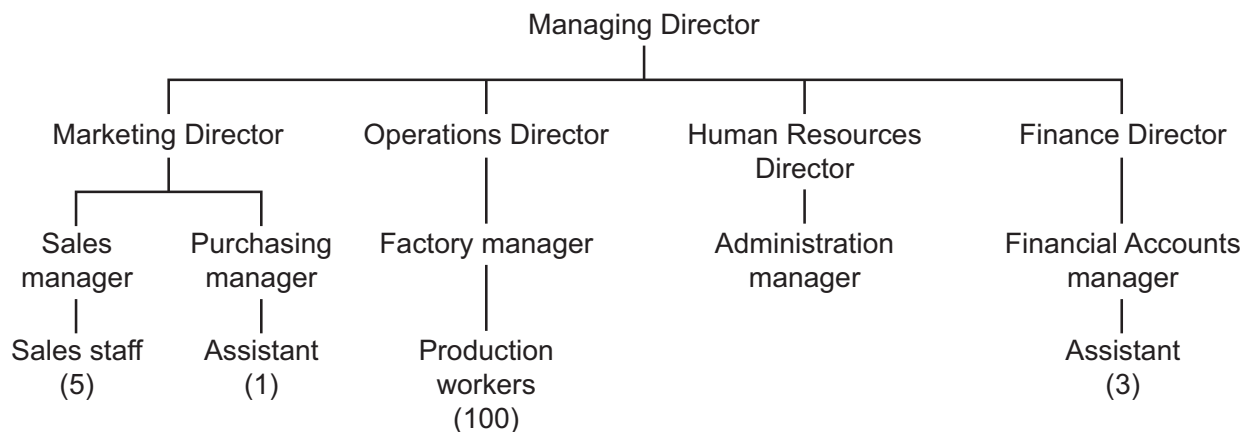 Managing Director
Marketing Director
Operations Director
Human Resources
Director
Finance Director
Sales
manager
Purchasing
manager
Factory manager
Administration
manager
Financial Accounts
manager
Sales staff
(5)
Assistant
(1)
Production
workers
(100)
Assistant
(3)